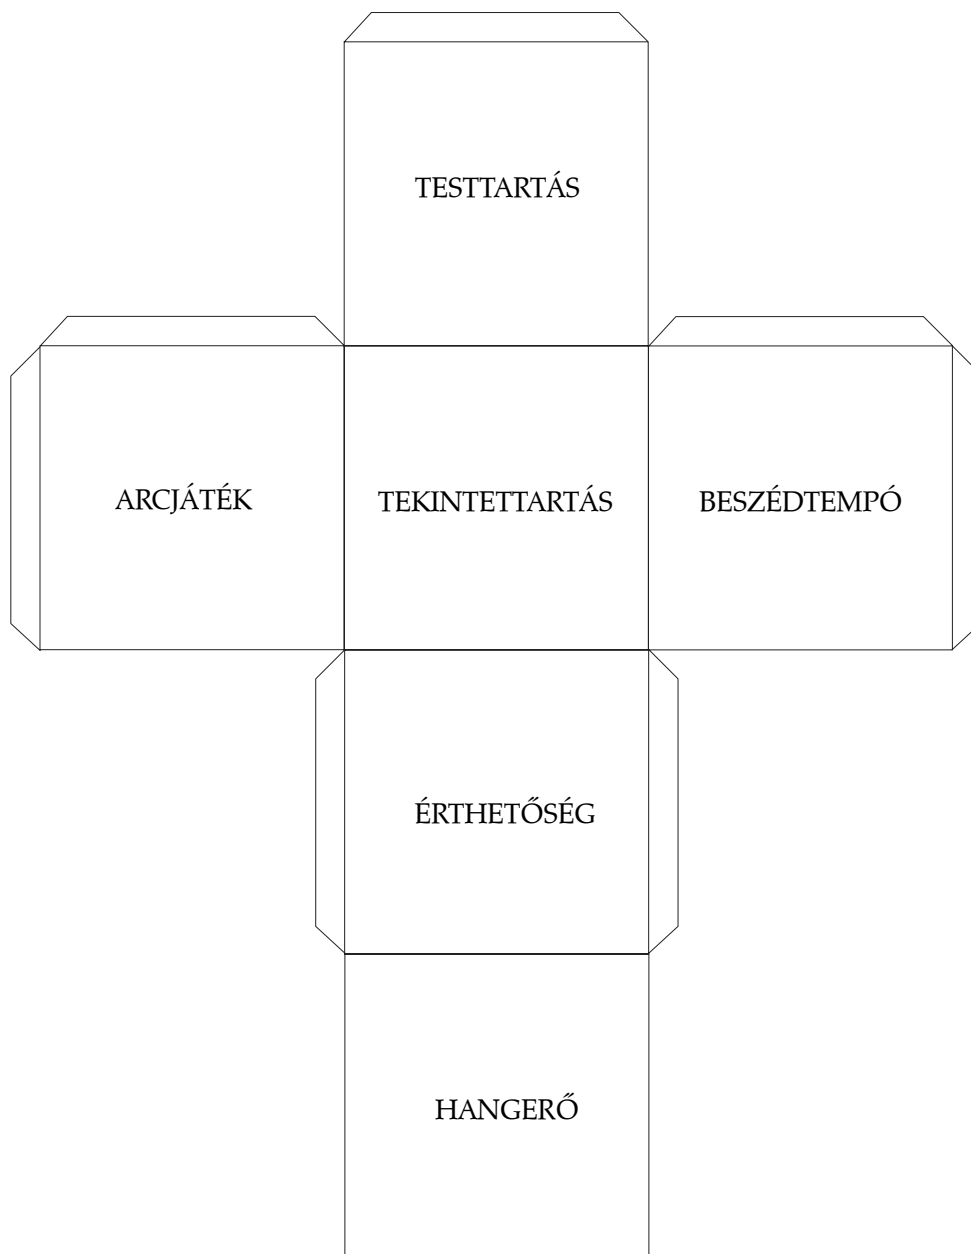 TESTTARTÁS
ARCJÁTÉK
TEKINTETTARTÁS
BESZÉDTEMPÓ
ÉRTHETŐSÉG
HANGERŐ